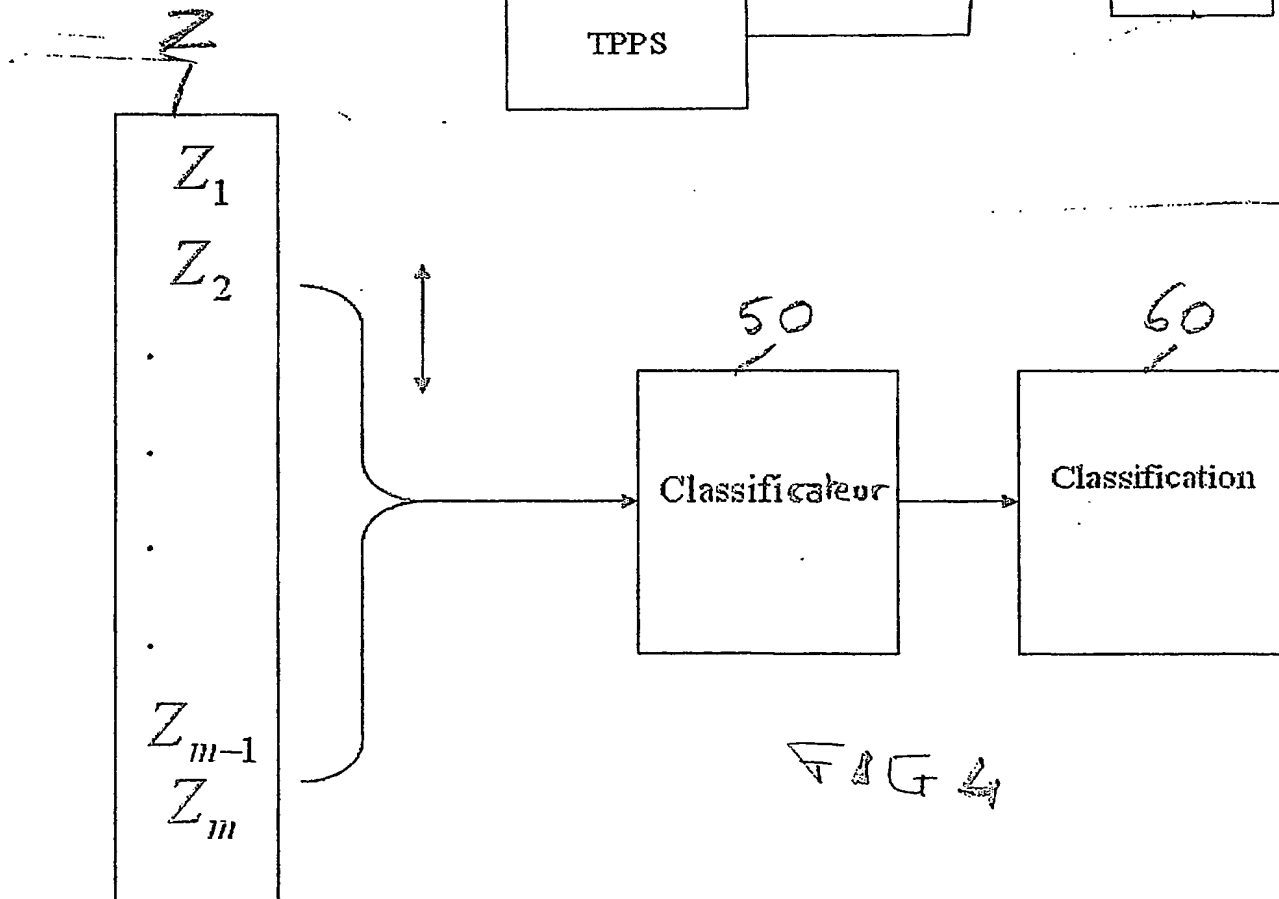 TPPS
Z
Z₁
Z₂
.
.
.
.
Zₘ₋₁
Zₘ
50
Classificateur
60
Classification
FIG 4